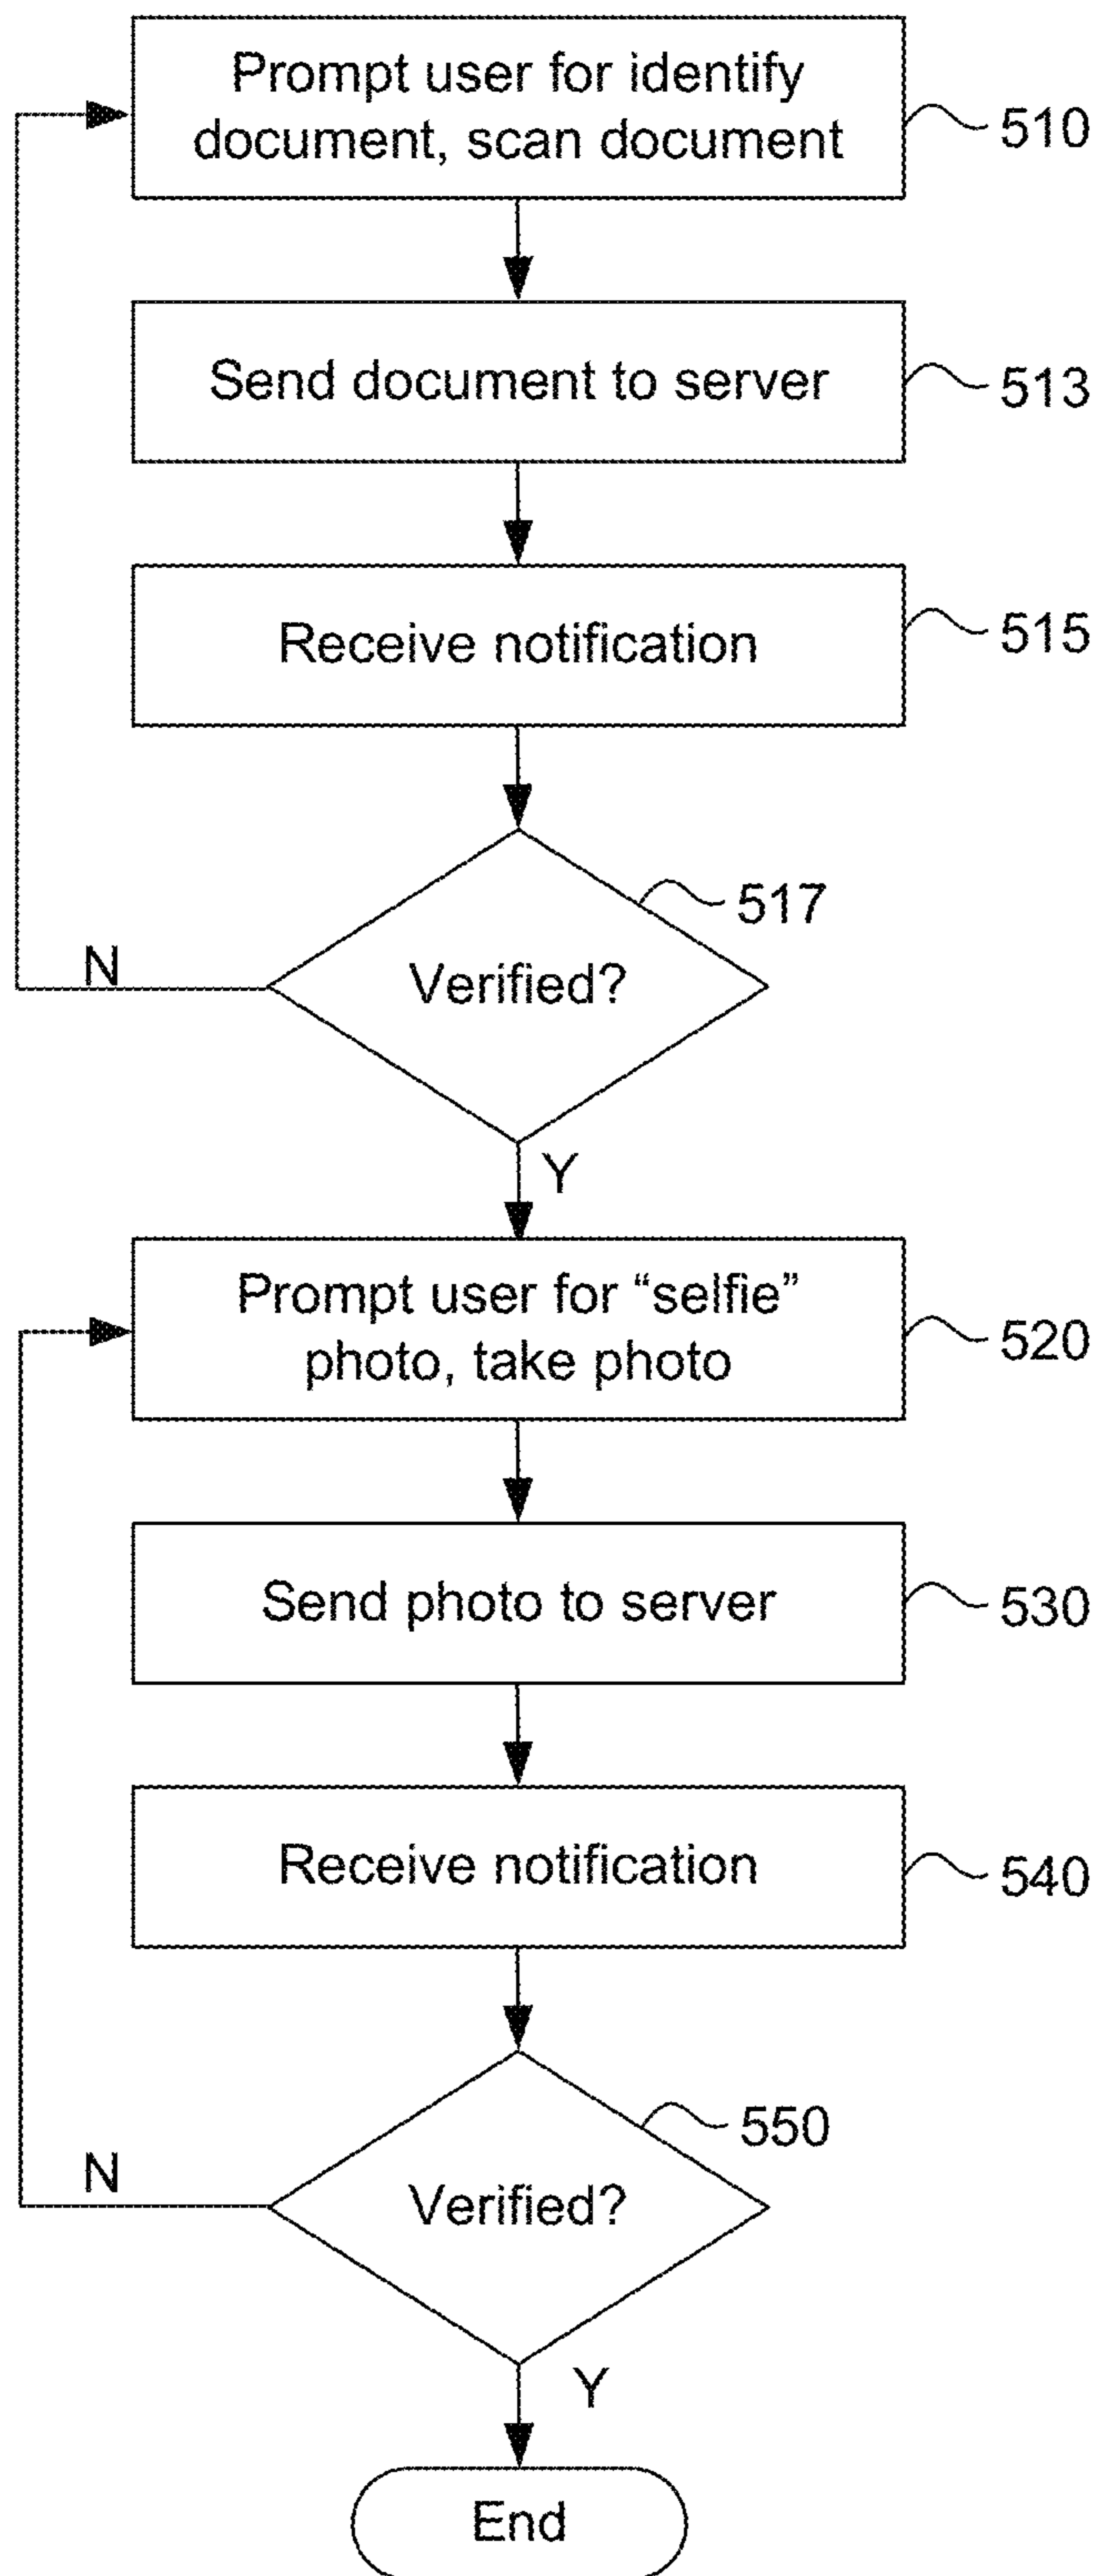 Prompt user for identify
document, scan document
510
Send document to server
513
Receive notification
515
517
Verified?
N
Y
Prompt user for “selfie”
photo, take photo
520
Send photo to server
530
Receive notification
540
550
Verified?
N
Y
End